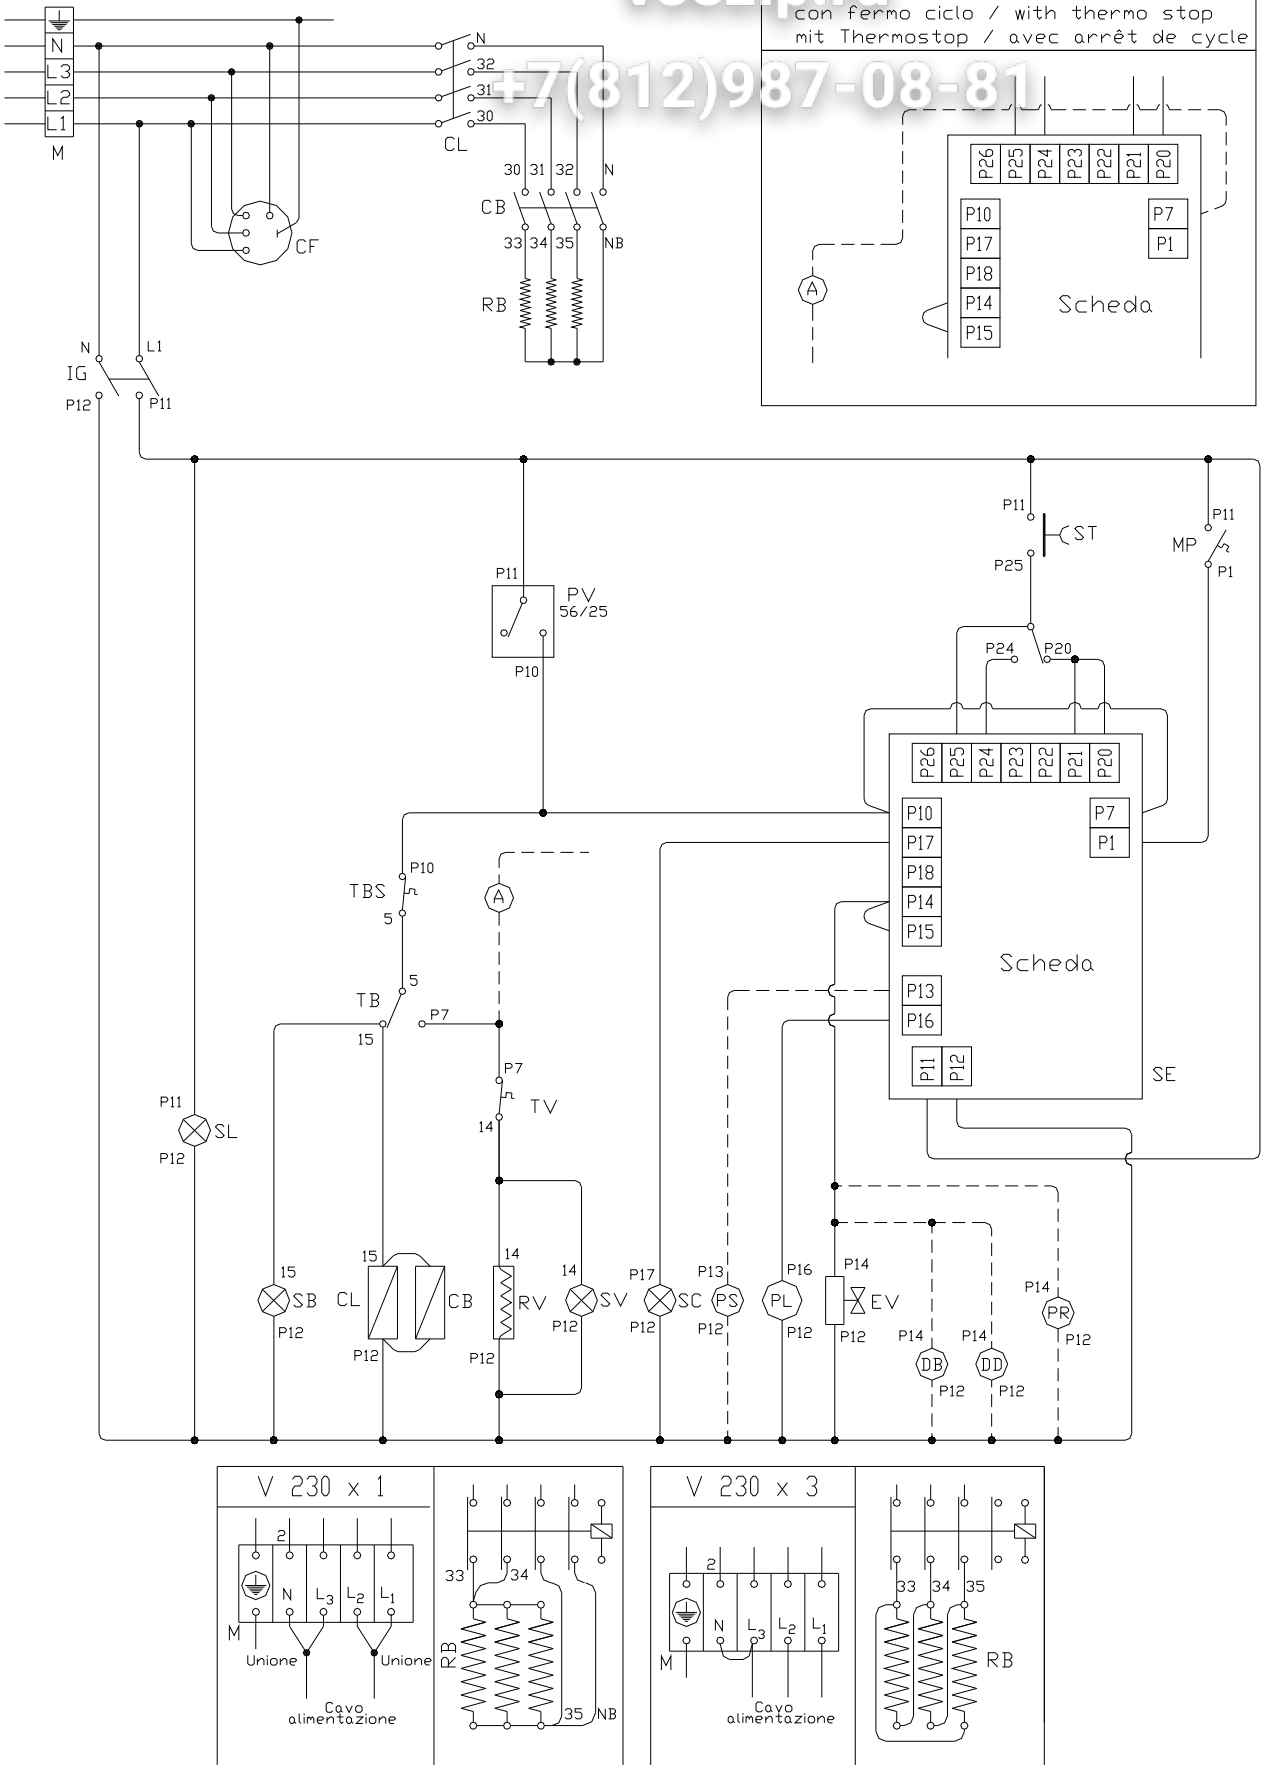 con fermo ciclo / with thermo stop
mit Thermostop / avec arrêt de cycle
+7(812)987-08-81
N
L3
L2
L1
M
N
32
31
30
CL
30 31 32 N
CB
33 34 35 NB
RB
CF
N L1
IG
P12 P11
P26 P25 P24 P23 P22 P21 P20
P10
P17
P18
P14
P15
P7
P1
A
Scheda
P11
ST
P25
P11
MP
P1
P11
PV
56/25
P10
P24 P20
P26 P25 P24 P23 P22 P21 P20
P10
P17
P18
P14
P15
P13
P16
P11 P12
P7
P1
Scheda
SE
P10
TBS
5
A
5
TB
15
P7
P7
TV
14
P11
SL
P12
15
SB
P12
15
CL CB
P12
14
RV
P12
14
SV
P12
P17
SC
P12
P13
PS
P12
P16
PL
P12
P14
EV
P12
P14
DB
P12
P14
DD
P12
P14
PR
P12
V 230 x 1
2
N L3 L2 L1
M
Unione Unione
Cavo
alimentazione
33 34
RB
35 NB
V 230 x 3
2
N L3 L2 L1
M
Cavo
alimentazione
33 34 35
RB